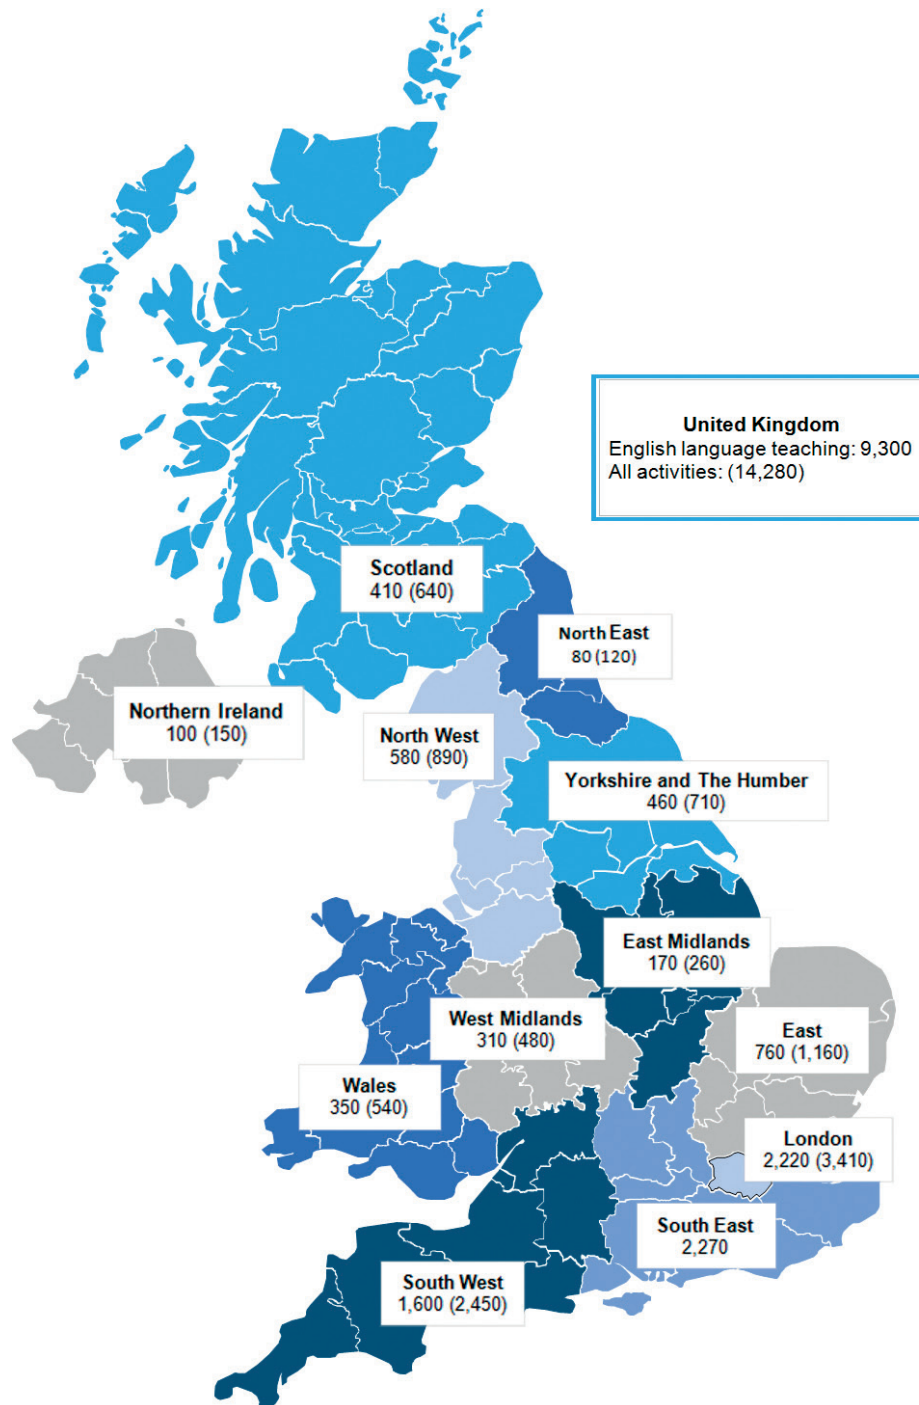 United Kingdom
English language teaching: 9,300
All activities: (14,280)
Scotland
410 (640)
North East
80 (120)
Northern Ireland
100 (150)
North West
580 (890)
Yorkshire and The Humber
460 (710)
East Midlands
170 (260)
West Midlands
310 (480)
East
760 (1,160)
Wales
350 (540)
London
2,220 (3,410)
South East
2,270
South West
1,600 (2,450)